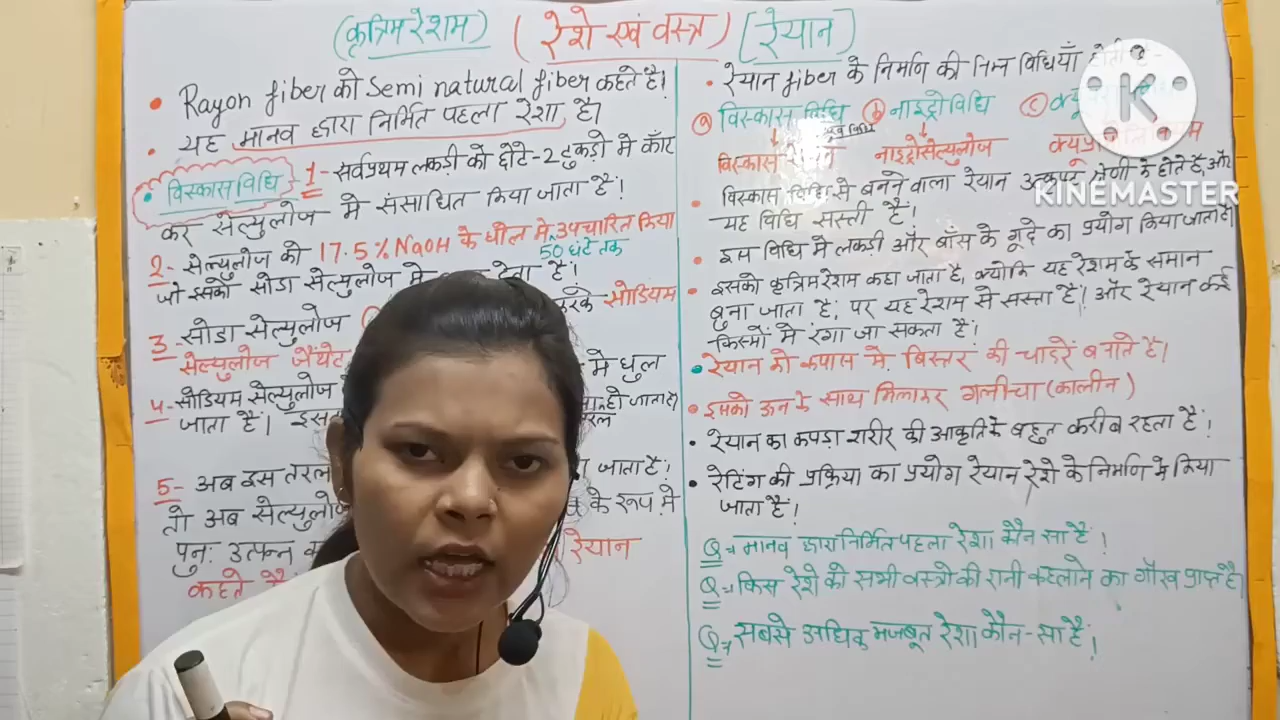 (कृत्रिम रेशम) (रेशे एवं वस्त्र) [रेयान]
• Rayon fiber को Semi natural fiber कहते है।
• यह मानव द्वारा निर्मित पहला रेशा है।
विस्कास विधि
1- सर्वप्रथम लकड़ी को छोटे-2 टुकड़ो मे काँट
कर सेल्युलोज मे संसाधित किया जाता है!
2- सेल्युलोज को 17.5% NaOH के घोल मे उपचारित किया
50 घंटे तक
जो इसको सोडा सेल्युलोज मे देता है।
3- सोडा सेल्युलोज करके सोडियम
सेल्युलोज जैंथेट मे घुल
4- सोडियम सेल्युलोज हो जाता है
जाता है। तरल
5- अब इस तरल जाता है!
तो अब के रूप मे
पुनः उत्पन्न रेयान
कहते है
• रेयान fiber के निर्माण की निम्न विधियाँ होती
ⓐ विस्कास विधि ⓑ नाइट्रो विधि ⓒ
विस्कास नाइट्रोसेल्युलोज
• विस्कास विधि मे बनने वाला रेयान उत्कृष्ट श्रेणी के होते है, और
यह विधि सस्ती है।
• इस विधि मे लकड़ी और बाँस के गूदे का प्रयोग किया जाता है।
• इसको कृत्रिम रेशम कहा जाता है, क्योकि यह रेशम के समान
बुना जाता है; पर यह रेशम से सस्ता है। और रेयान कई
किस्मों मे रंगा जा सकता है।
• रेयान को कपास मे. बिस्तर की चादरें बनाते है।
• इसको ऊन के साथ मिलाकर गलीचा (कालीन)
• रेयान का कपड़ा शरीर की आकृति के बहुत करीब रहता है!
• रेटिंग की प्रक्रिया का प्रयोग रेयान रेशे के निर्माण मे किया
जाता है!
Q→ मानव द्वारा निर्मित पहला रेशा कौन सा है!
Q→ किस रेशे को सभी वस्त्रो की रानी कहलाने का गौरव प्राप्त है
Q→ सबसे अधिक मजबूत रेशा कौन-सा है!
K
KINEMASTER